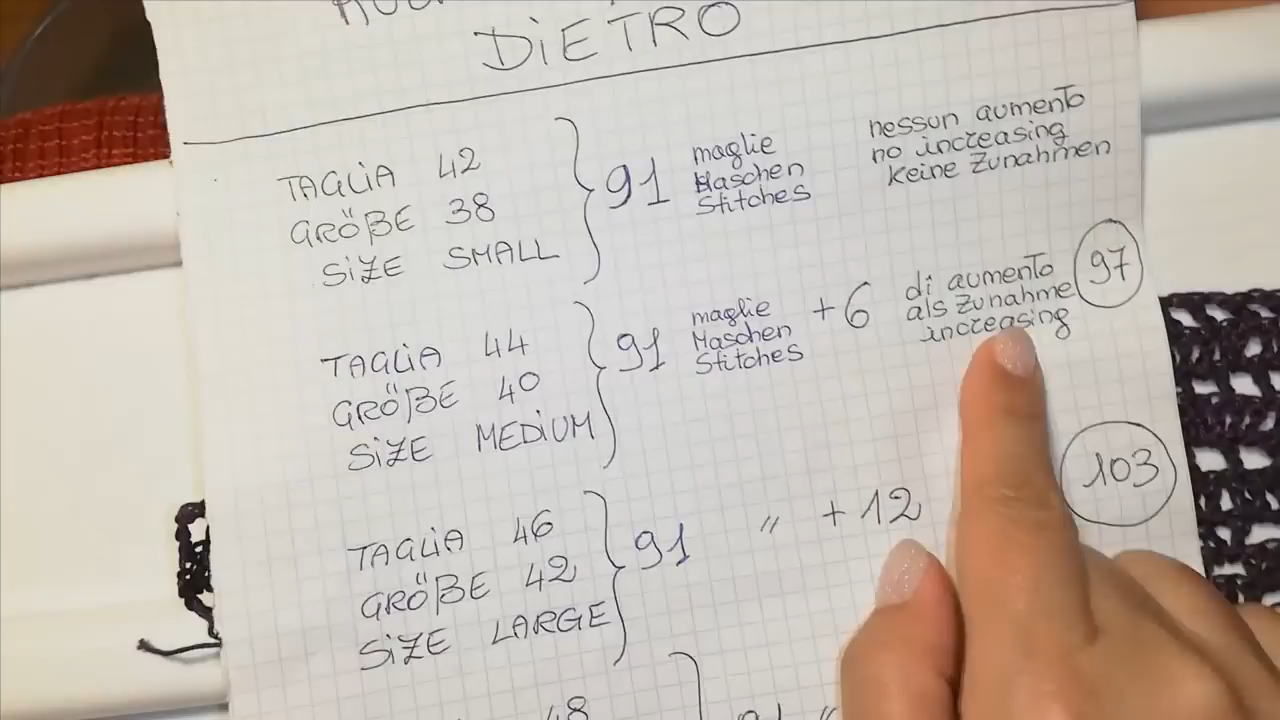 DiETRO
TAGLiA 42
GRÖßE 38
SiZE SMALL
91
maglie
Maschen
Stitches
nessun aumento
no increasing
keine Zunahmen
TAGLiA 44
GRÖßE 40
SiZE MEDiUM
91
maglie
Maschen
Stitches
+6
di aumento
als Zunahme
increasing
97
TAGLiA 46
GRÖßE 42
SiZE LARGE
91 " +12
103
48
91 "